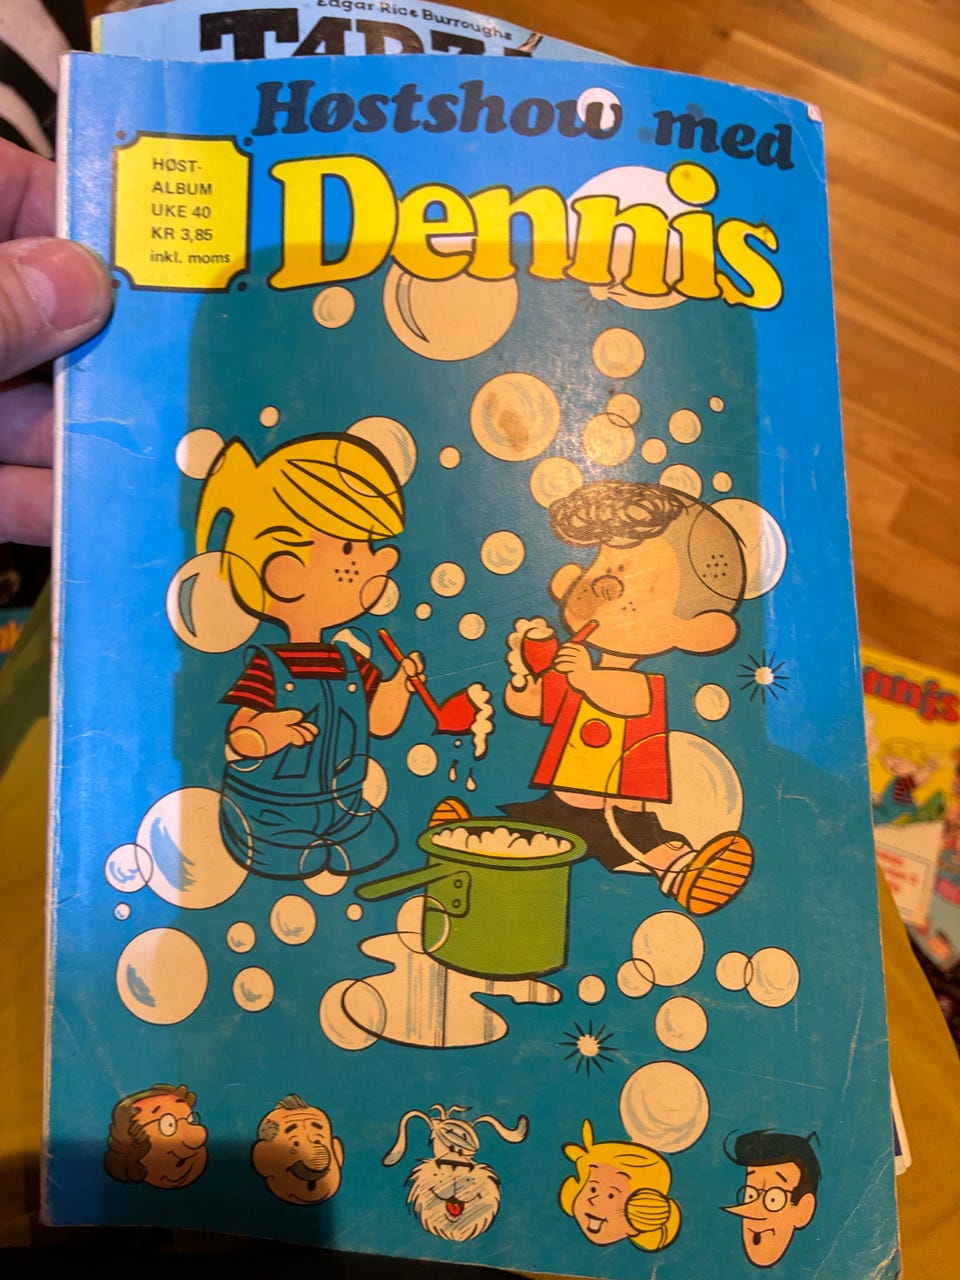 Edgar Rice Burroughs
Høstshow med
Dennis
HØST-
ALBUM
UKE 40
KR 3,85
inkl. moms